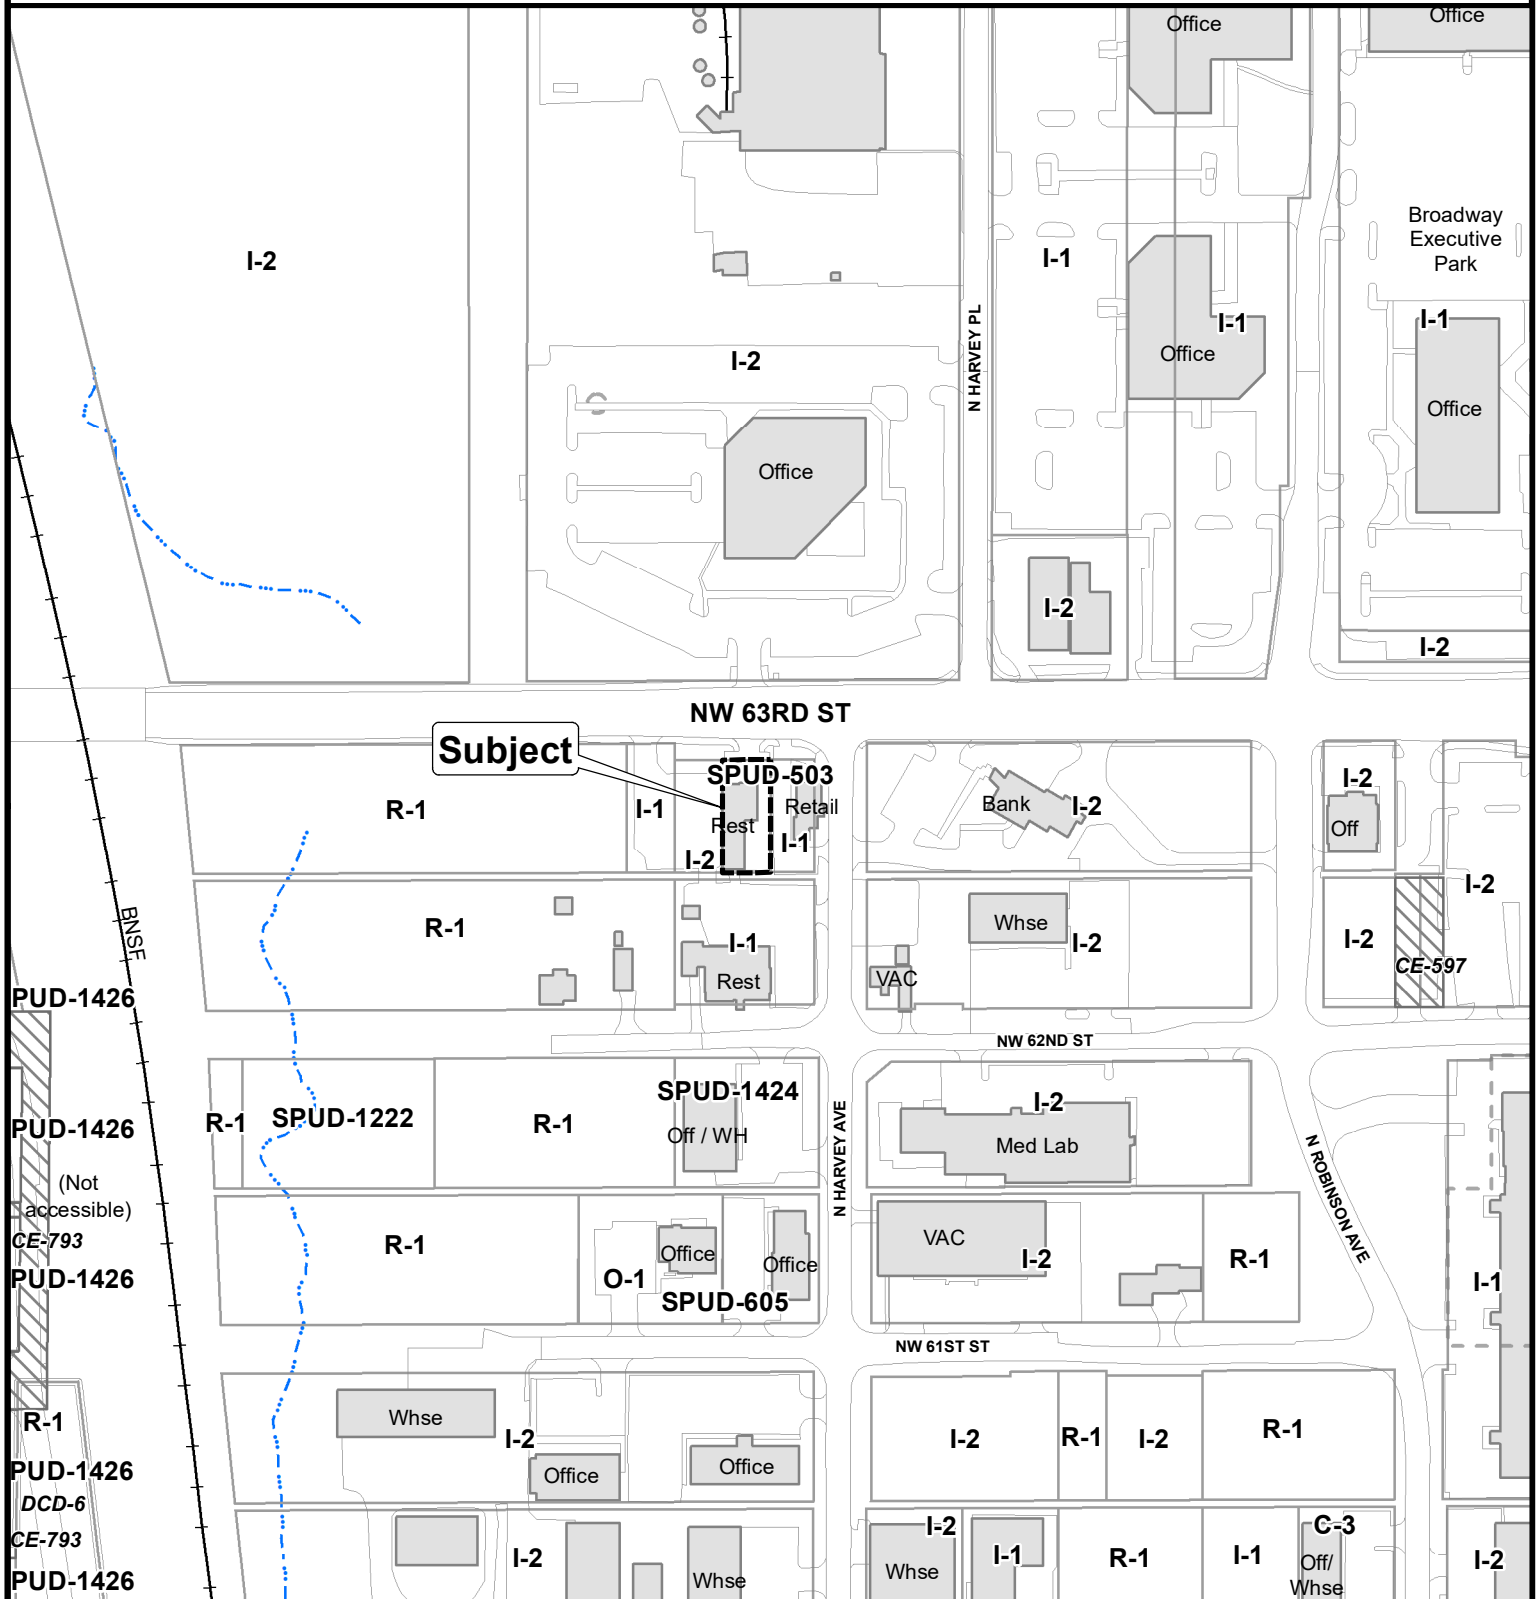 Office
Office
Broadway
Executive
Park
I-2
I-1
N HARVEY PL
I-1
Office
I-1
Office
I-2
Office
I-2
I-2
NW 63RD ST
Subject
SPUD-503
R-1
I-1
Rest
Retail
I-1
I-2
Bank
I-2
I-2
Off
I-2
R-1
I-1
Rest
Whse
I-2
VAC
I-2
CE-597
BNSF
PUD-1426
NW 62ND ST
SPUD-1424
Off / WH
R-1
SPUD-1222
R-1
I-2
Med Lab
PUD-1426
N HARVEY AVE
N ROBINSON AVE
(Not
accessible)
CE-793
PUD-1426
R-1
O-1
Office
Office
SPUD-605
VAC
I-2
R-1
I-1
NW 61ST ST
R-1
Whse
I-2
Office
Office
I-2
R-1
I-2
R-1
PUD-1426
DCD-6
CE-793
PUD-1426
I-2
Whse
I-2
Whse
I-1
R-1
I-1
C-3
Off/
Whse
I-2